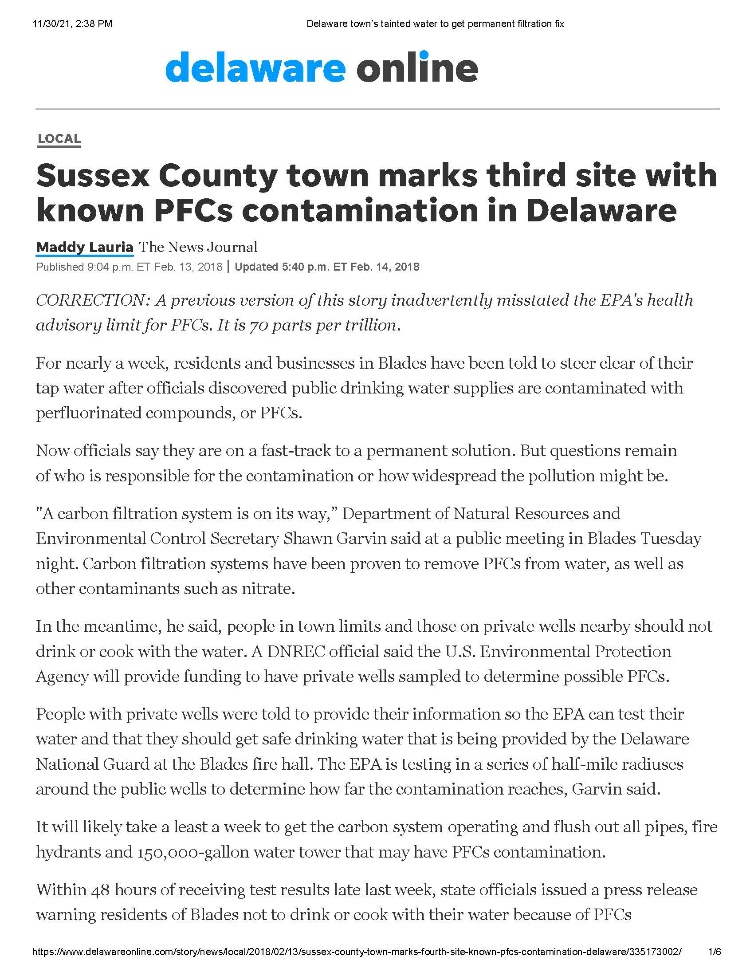 11/30/21, 2:38 PM Delaware town's tainted water to get permanent filtration fix
delaware online
LOCAL
Sussex County town marks third site with
known PFCs contamination in Delaware
Maddy Lauria The News Journal
Published 9:04 p.m. ET Feb. 13, 2018 | Updated 5:40 p.m. ET Feb. 14, 2018
CORRECTION: A previous version of this story inadvertently misstated the EPA's health
advisory limit for PFCs. It is 70 parts per trillion.
For nearly a week, residents and businesses in Blades have been told to steer clear of their
tap water after officials discovered public drinking water supplies are contaminated with
perfluorinated compounds, or PFCs.
Now officials say they are on a fast-track to a permanent solution. But questions remain
of who is responsible for the contamination or how widespread the pollution might be.
"A carbon filtration system is on its way,” Department of Natural Resources and
Environmental Control Secretary Shawn Garvin said at a public meeting in Blades Tuesday
night. Carbon filtration systems have been proven to remove PFCs from water, as well as
other contaminants such as nitrate.
In the meantime, he said, people in town limits and those on private wells nearby should not
drink or cook with the water. A DNREC official said the U.S. Environmental Protection
Agency will provide funding to have private wells sampled to determine possible PFCs.
People with private wells were told to provide their information so the EPA can test their
water and that they should get safe drinking water that is being provided by the Delaware
National Guard at the Blades fire hall. The EPA is testing in a series of half-mile radiuses
around the public wells to determine how far the contamination reaches, Garvin said.
It will likely take a least a week to get the carbon system operating and flush out all pipes, fire
hydrants and 150,000-gallon water tower that may have PFCs contamination.
Within 48 hours of receiving test results late last week, state officials issued a press release
warning residents of Blades not to drink or cook with their water because of PFCs
https://www.delawareonline.com/story/news/local/2018/02/13/sussex-county-town-marks-fourth-site-known-pfcs-contamination-delaware/335173002/ 1/6